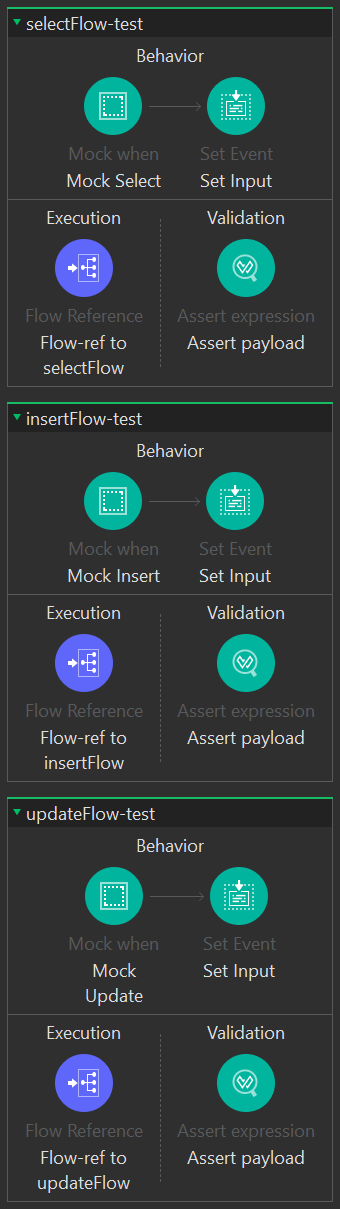 selectFlow-test
Behavior
Mock when
Set Event
Mock Select
Set Input
Execution
Validation
Flow Reference
Assert expression
Flow-ref to
selectFlow
Assert payload
insertFlow-test
Behavior
Mock when
Set Event
Mock Insert
Set Input
Execution
Validation
Flow Reference
Assert expression
Flow-ref to
insertFlow
Assert payload
updateFlow-test
Behavior
Mock when
Set Event
Mock
Update
Set Input
Execution
Validation
Flow Reference
Assert expression
Flow-ref to
updateFlow
Assert payload